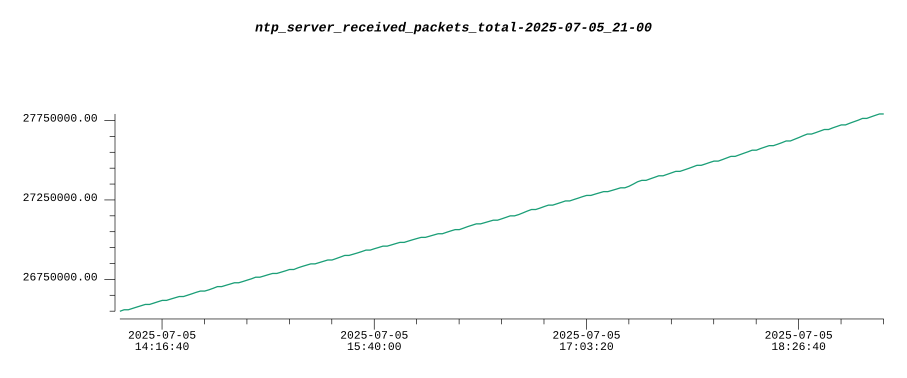 ntp_server_received_packets_total-2025-07-05_21-00
27750000.00
27250000.00
26750000.00
2025-07-05 2025-07-05 2025-07-05 2025-07-05
14:16:40 15:40:00 17:03:20 18:26:40